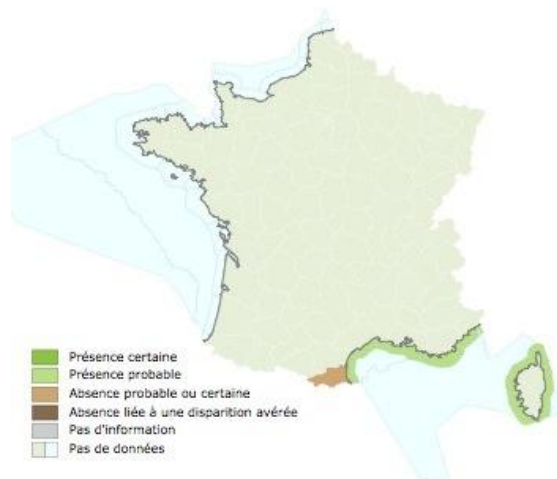 Présence certaine
Présence probable
Absence probable ou certaine
Absence liée à une disparition avérée
Pas d'information
Pas de données